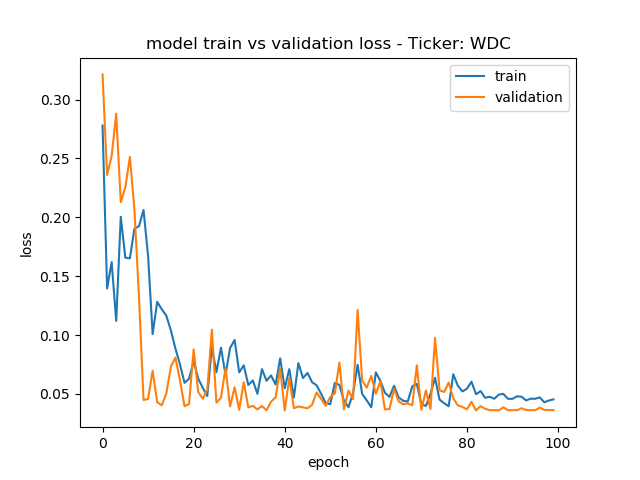 model train vs validation loss - Ticker: WDC
train
validation
0.30
0.25
0.20
0.15
0.10
0.05
loss
0 20 40 60 80 100
epoch